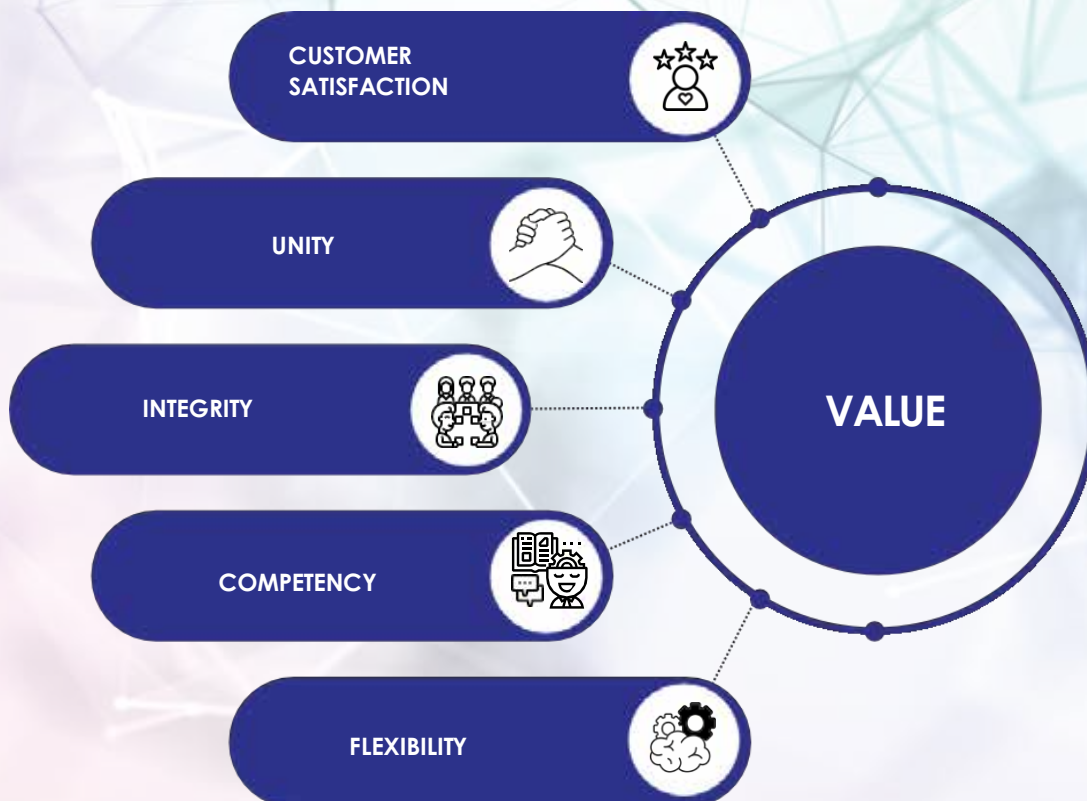 CUSTOMER
SATISFACTION
UNITY
INTEGRITY
VALUE
COMPETENCY
FLEXIBILITY